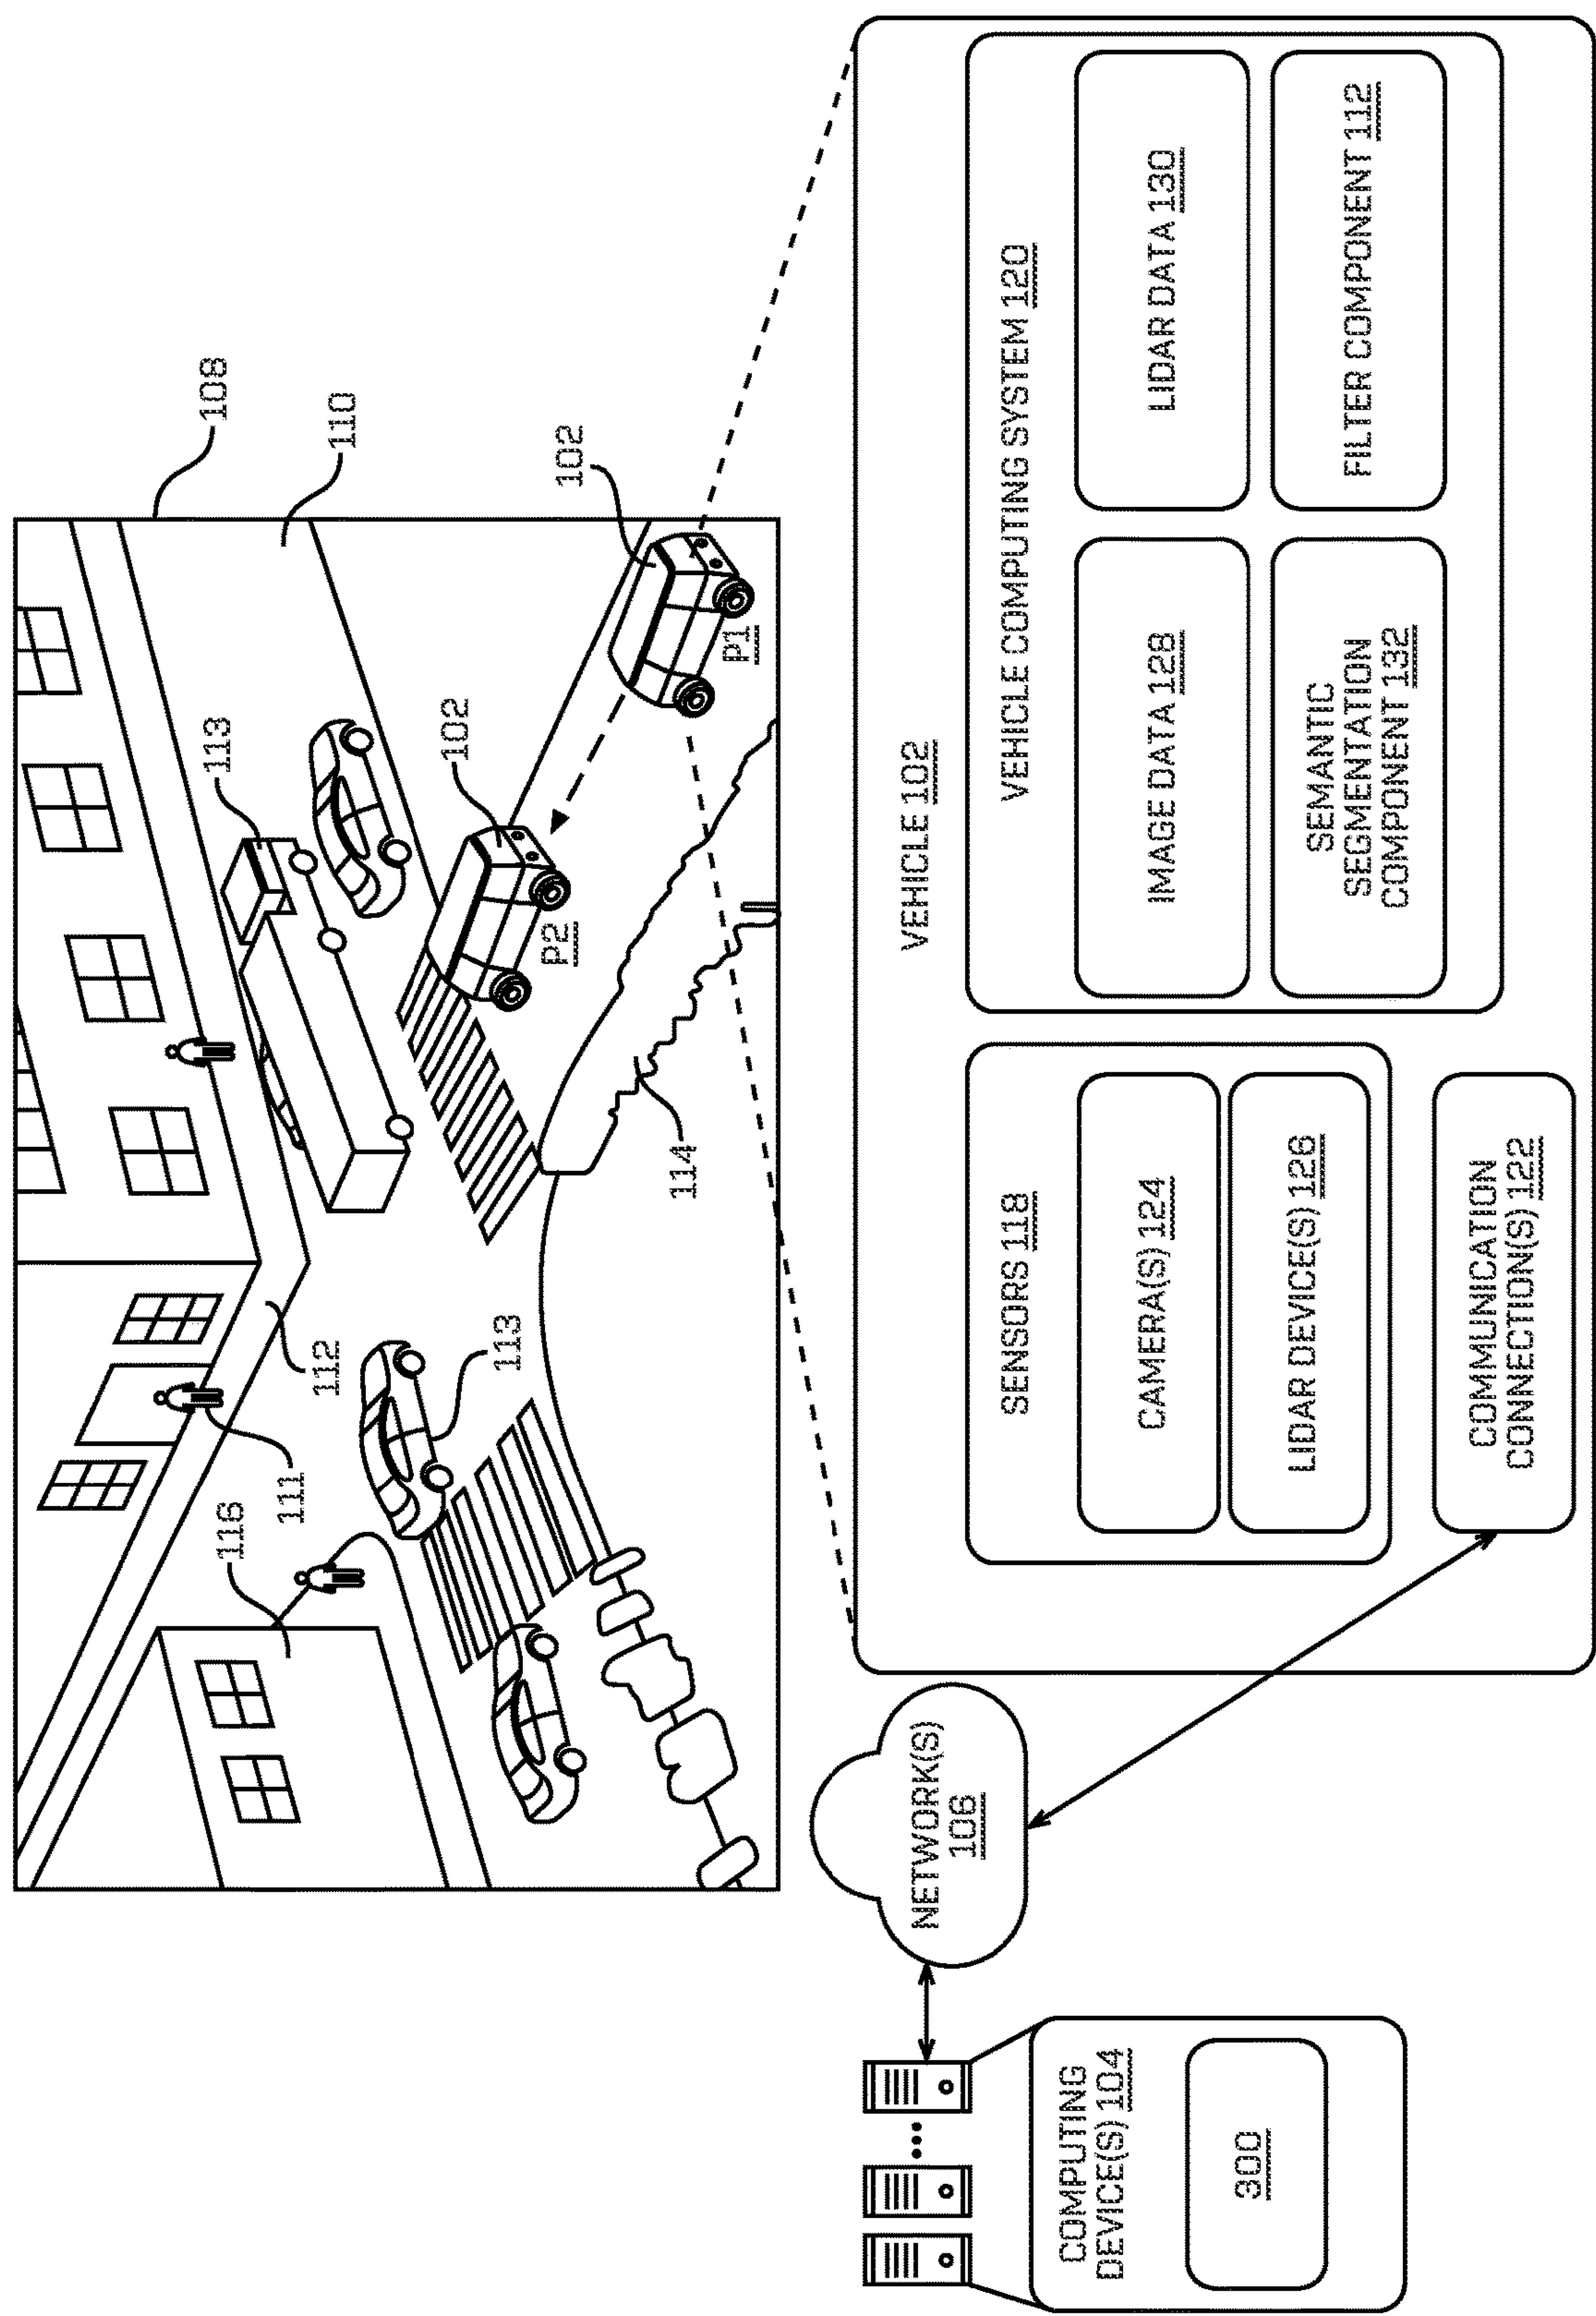 108
110
102
113
102
P1
P2
114
112
113
111
116
VEHICLE 102
SENSORS 118
CAMERA(S) 124
LIDAR DEVICE(S) 126
COMMUNICATION
CONNECTION(S) 122
VEHICLE COMPUTING SYSTEM 120
IMAGE DATA 128
LIDAR DATA 130
SEMANTIC
SEGMENTATION
COMPONENT 132
FILTER COMPONENT 112
NETWORK(S)
106
COMPUTING
DEVICE(S) 104
300